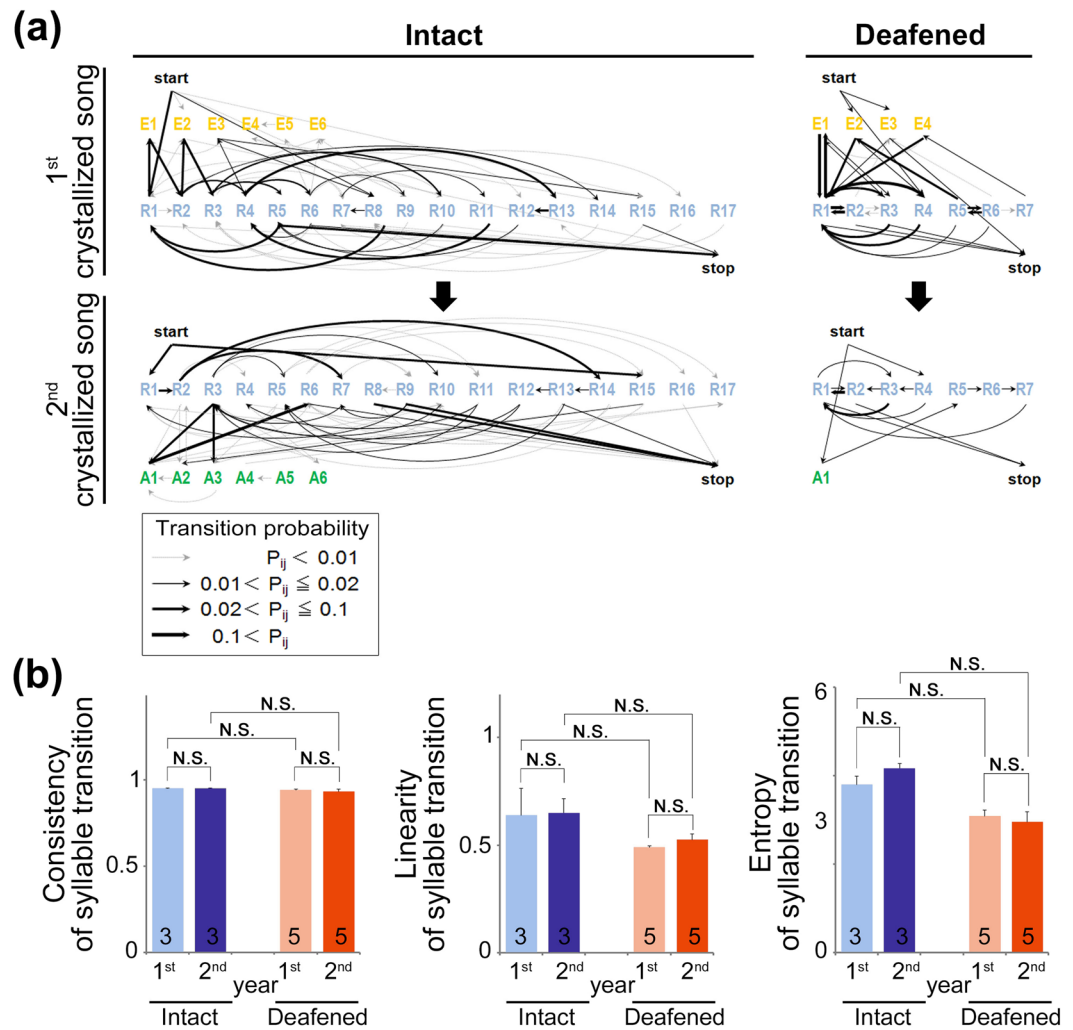 (a)
Intact
Deafened
1st crystallized song
start
E1 E2 E3 E4 E5 E6
R1 R2 R3 R4 R5 R6 R7 R8 R9 R10 R11 R12 R13 R14 R15 R16 R17
stop
start
E1 E2 E3 E4
R1 R2 R3 R4 R5 R6 R7
stop
2nd crystallized song
start
R1 R2 R3 R4 R5 R6 R7 R8 R9 R10 R11 R12 R13 R14 R15 R16 R17
A1 A2 A3 A4 A5 A6
stop
start
R1 R2 R3 R4 R5 R6 R7
A1
stop
Transition probability
Pij < 0.01
0.01 < Pij ≦ 0.02
0.02 < Pij ≦ 0.1
0.1 < Pij
(b)
Consistency
of syllable transition
1
0.5
0
N.S.
N.S.
N.S.
N.S.
3 3 5 5
1st 2nd 1st 2nd
year
Intact Deafened
Linearity
of syllable transition
1
0.5
0
N.S.
N.S.
N.S.
N.S.
3 3 5 5
1st 2nd 1st 2nd
year
Intact Deafened
Entropy
of syllable transition
6
3
0
N.S.
N.S.
N.S.
N.S.
3 3 5 5
1st 2nd 1st 2nd
year
Intact Deafened